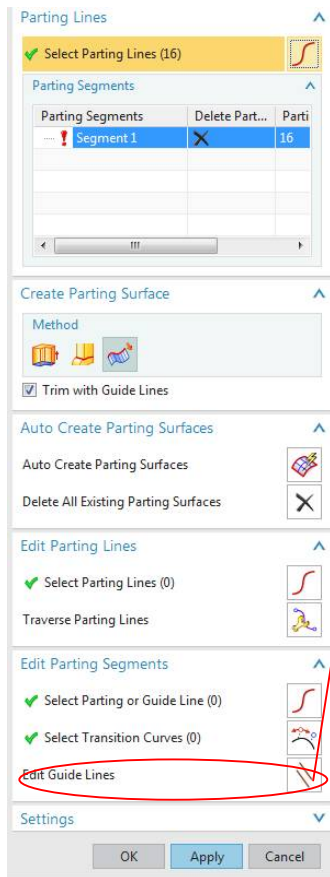 Parting Lines
Select Parting Lines (16)
Parting Segments
Parting Segments Delete Part... Parti
Segment 1 16
Create Parting Surface
Method
Trim with Guide Lines
Auto Create Parting Surfaces
Auto Create Parting Surfaces
Delete All Existing Parting Surfaces
Edit Parting Lines
Select Parting Lines (0)
Traverse Parting Lines
Edit Parting Segments
Select Parting or Guide Line (0)
Select Transition Curves (0)
Edit Guide Lines
Settings
OK Apply Cancel